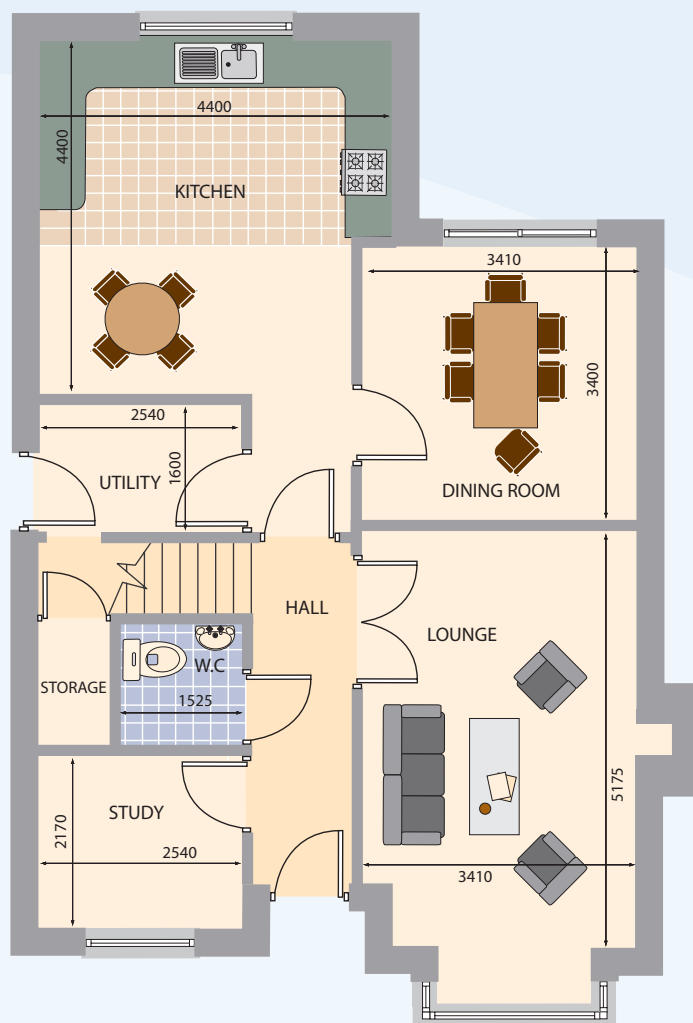 4400
4400
KITCHEN
3410
3400
DINING ROOM
2540
1600
UTILITY
HALL
LOUNGE
W.C
STORAGE
1525
5175
STUDY
2170
2540
3410